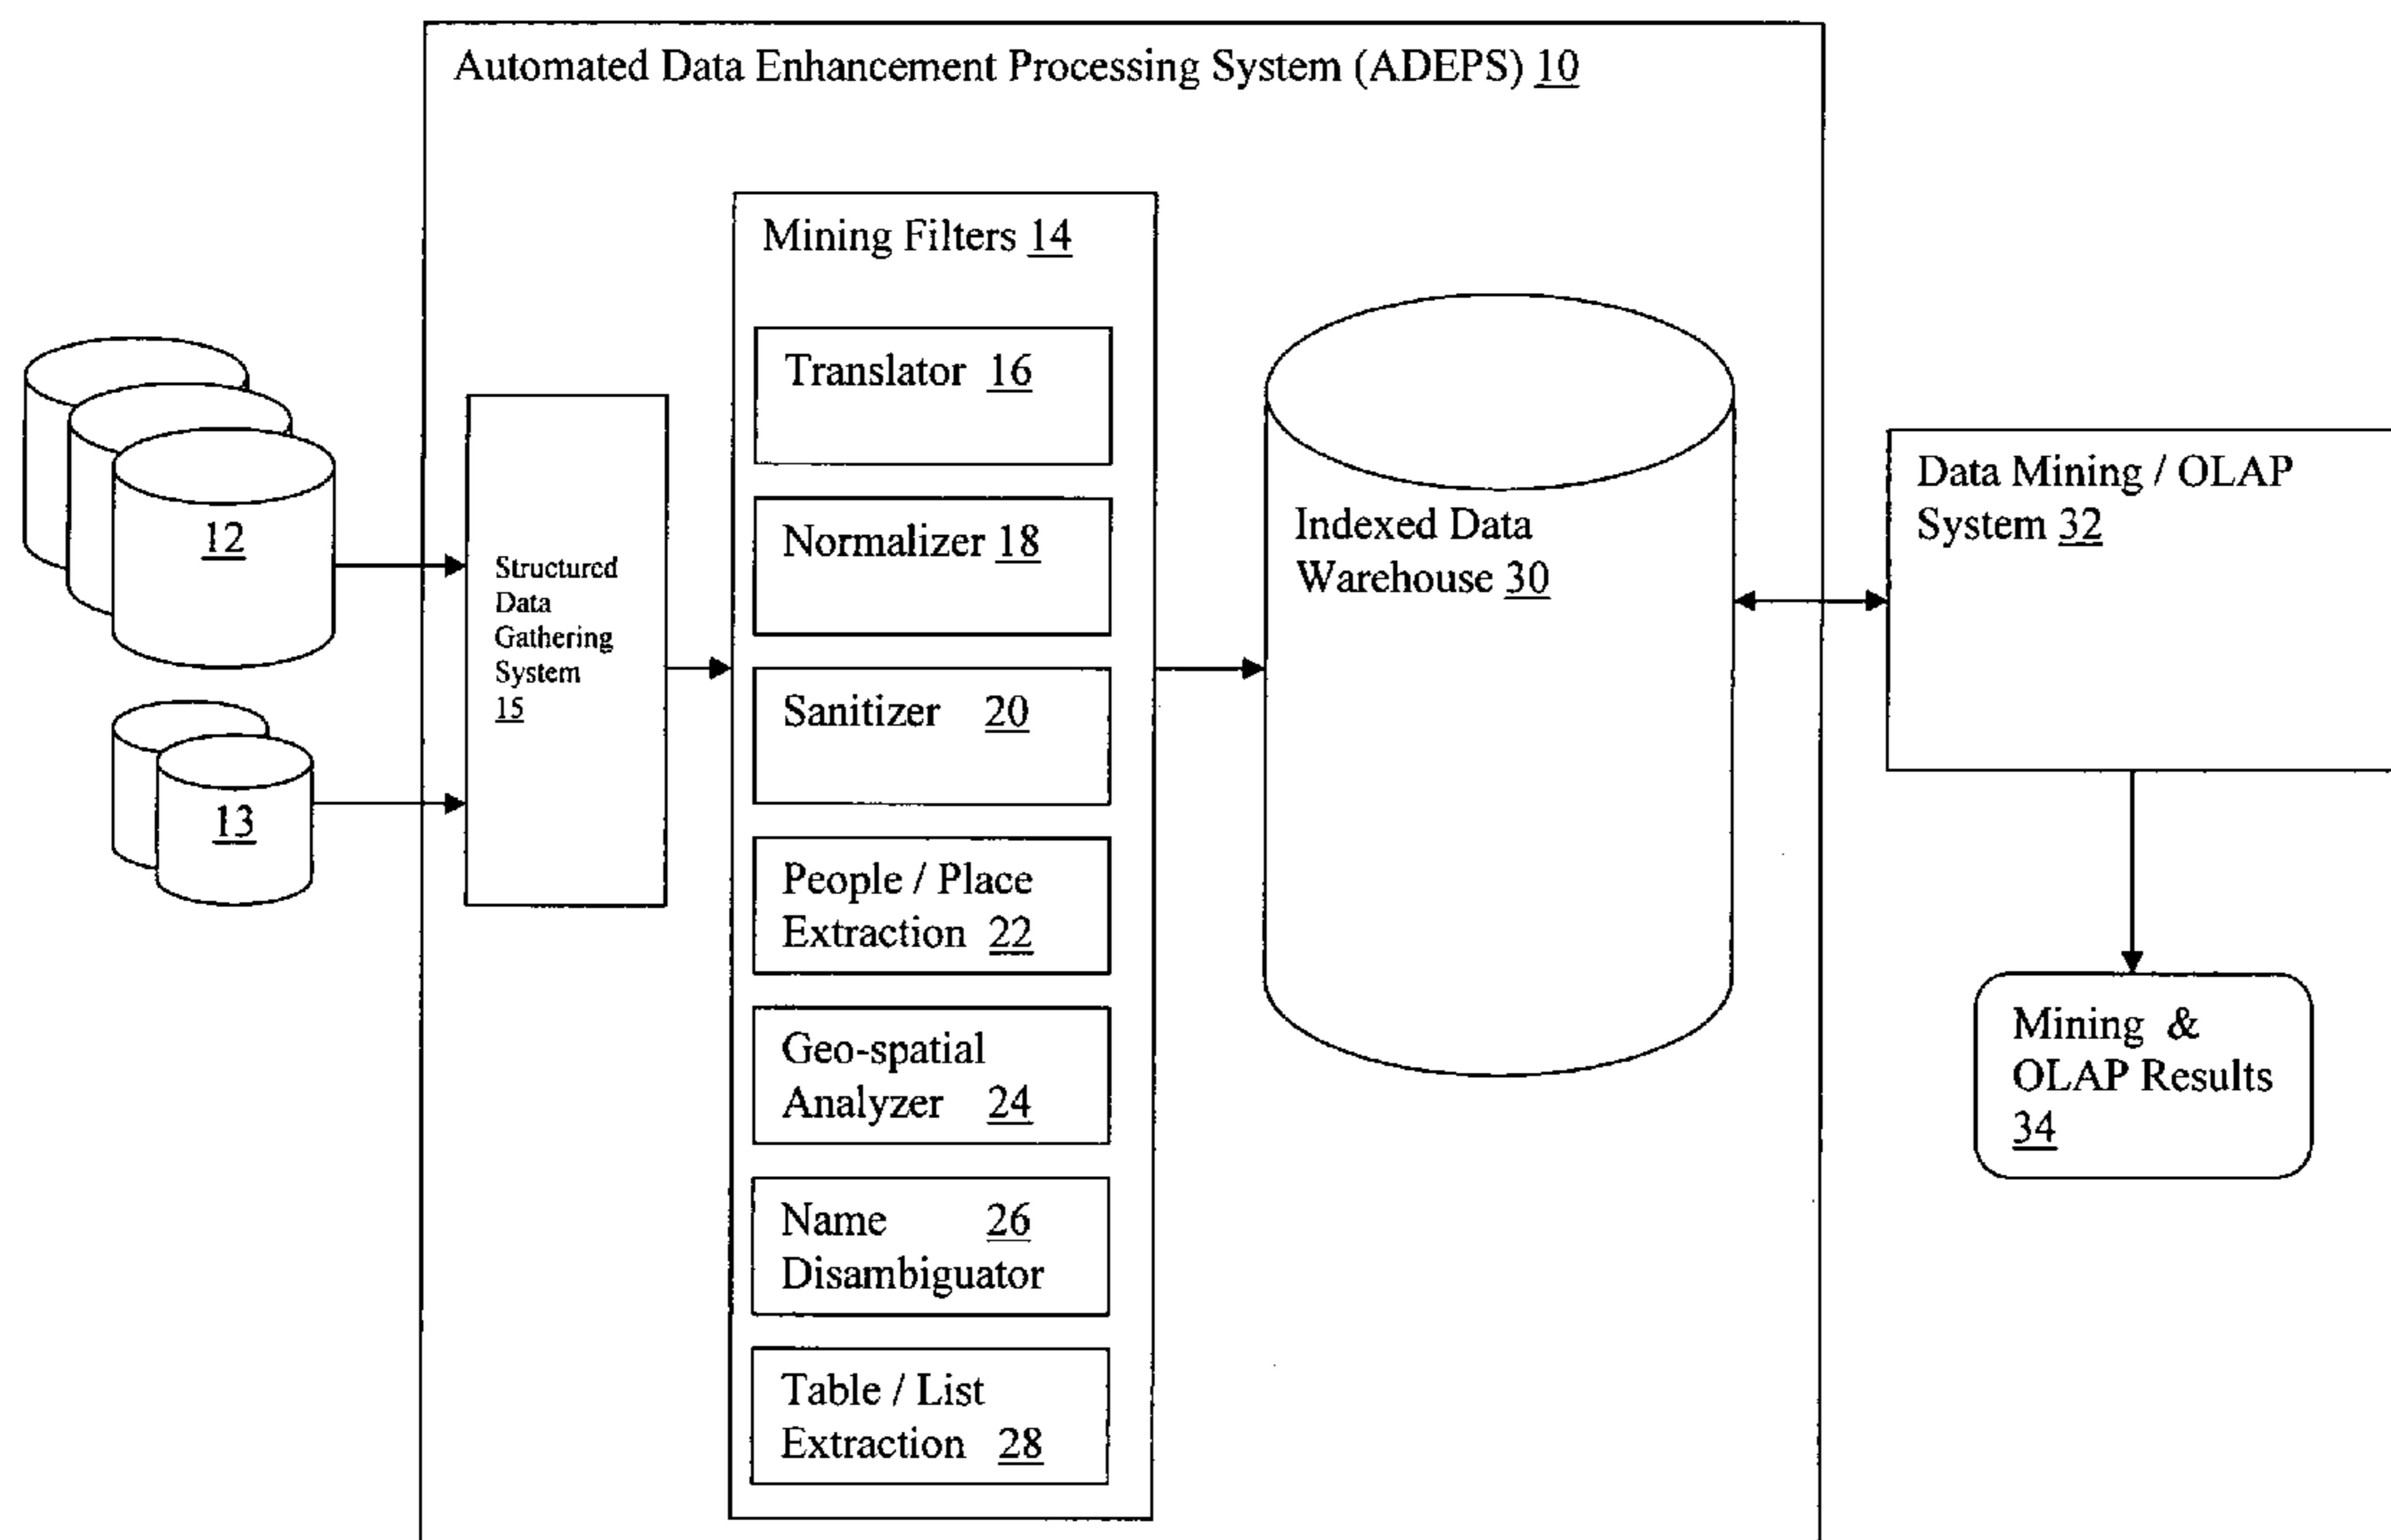 Automated Data Enhancement Processing System (ADEPS) 10
12
13
Structured
Data
Gathering
System
15
Mining Filters 14
Translator 16
Normalizer 18
Sanitizer 20
People / Place
Extraction 22
Geo-spatial
Analyzer 24
Name 26
Disambiguator
Table / List
Extraction 28
Indexed Data
Warehouse 30
Data Mining / OLAP
System 32
Mining &
OLAP Results
34